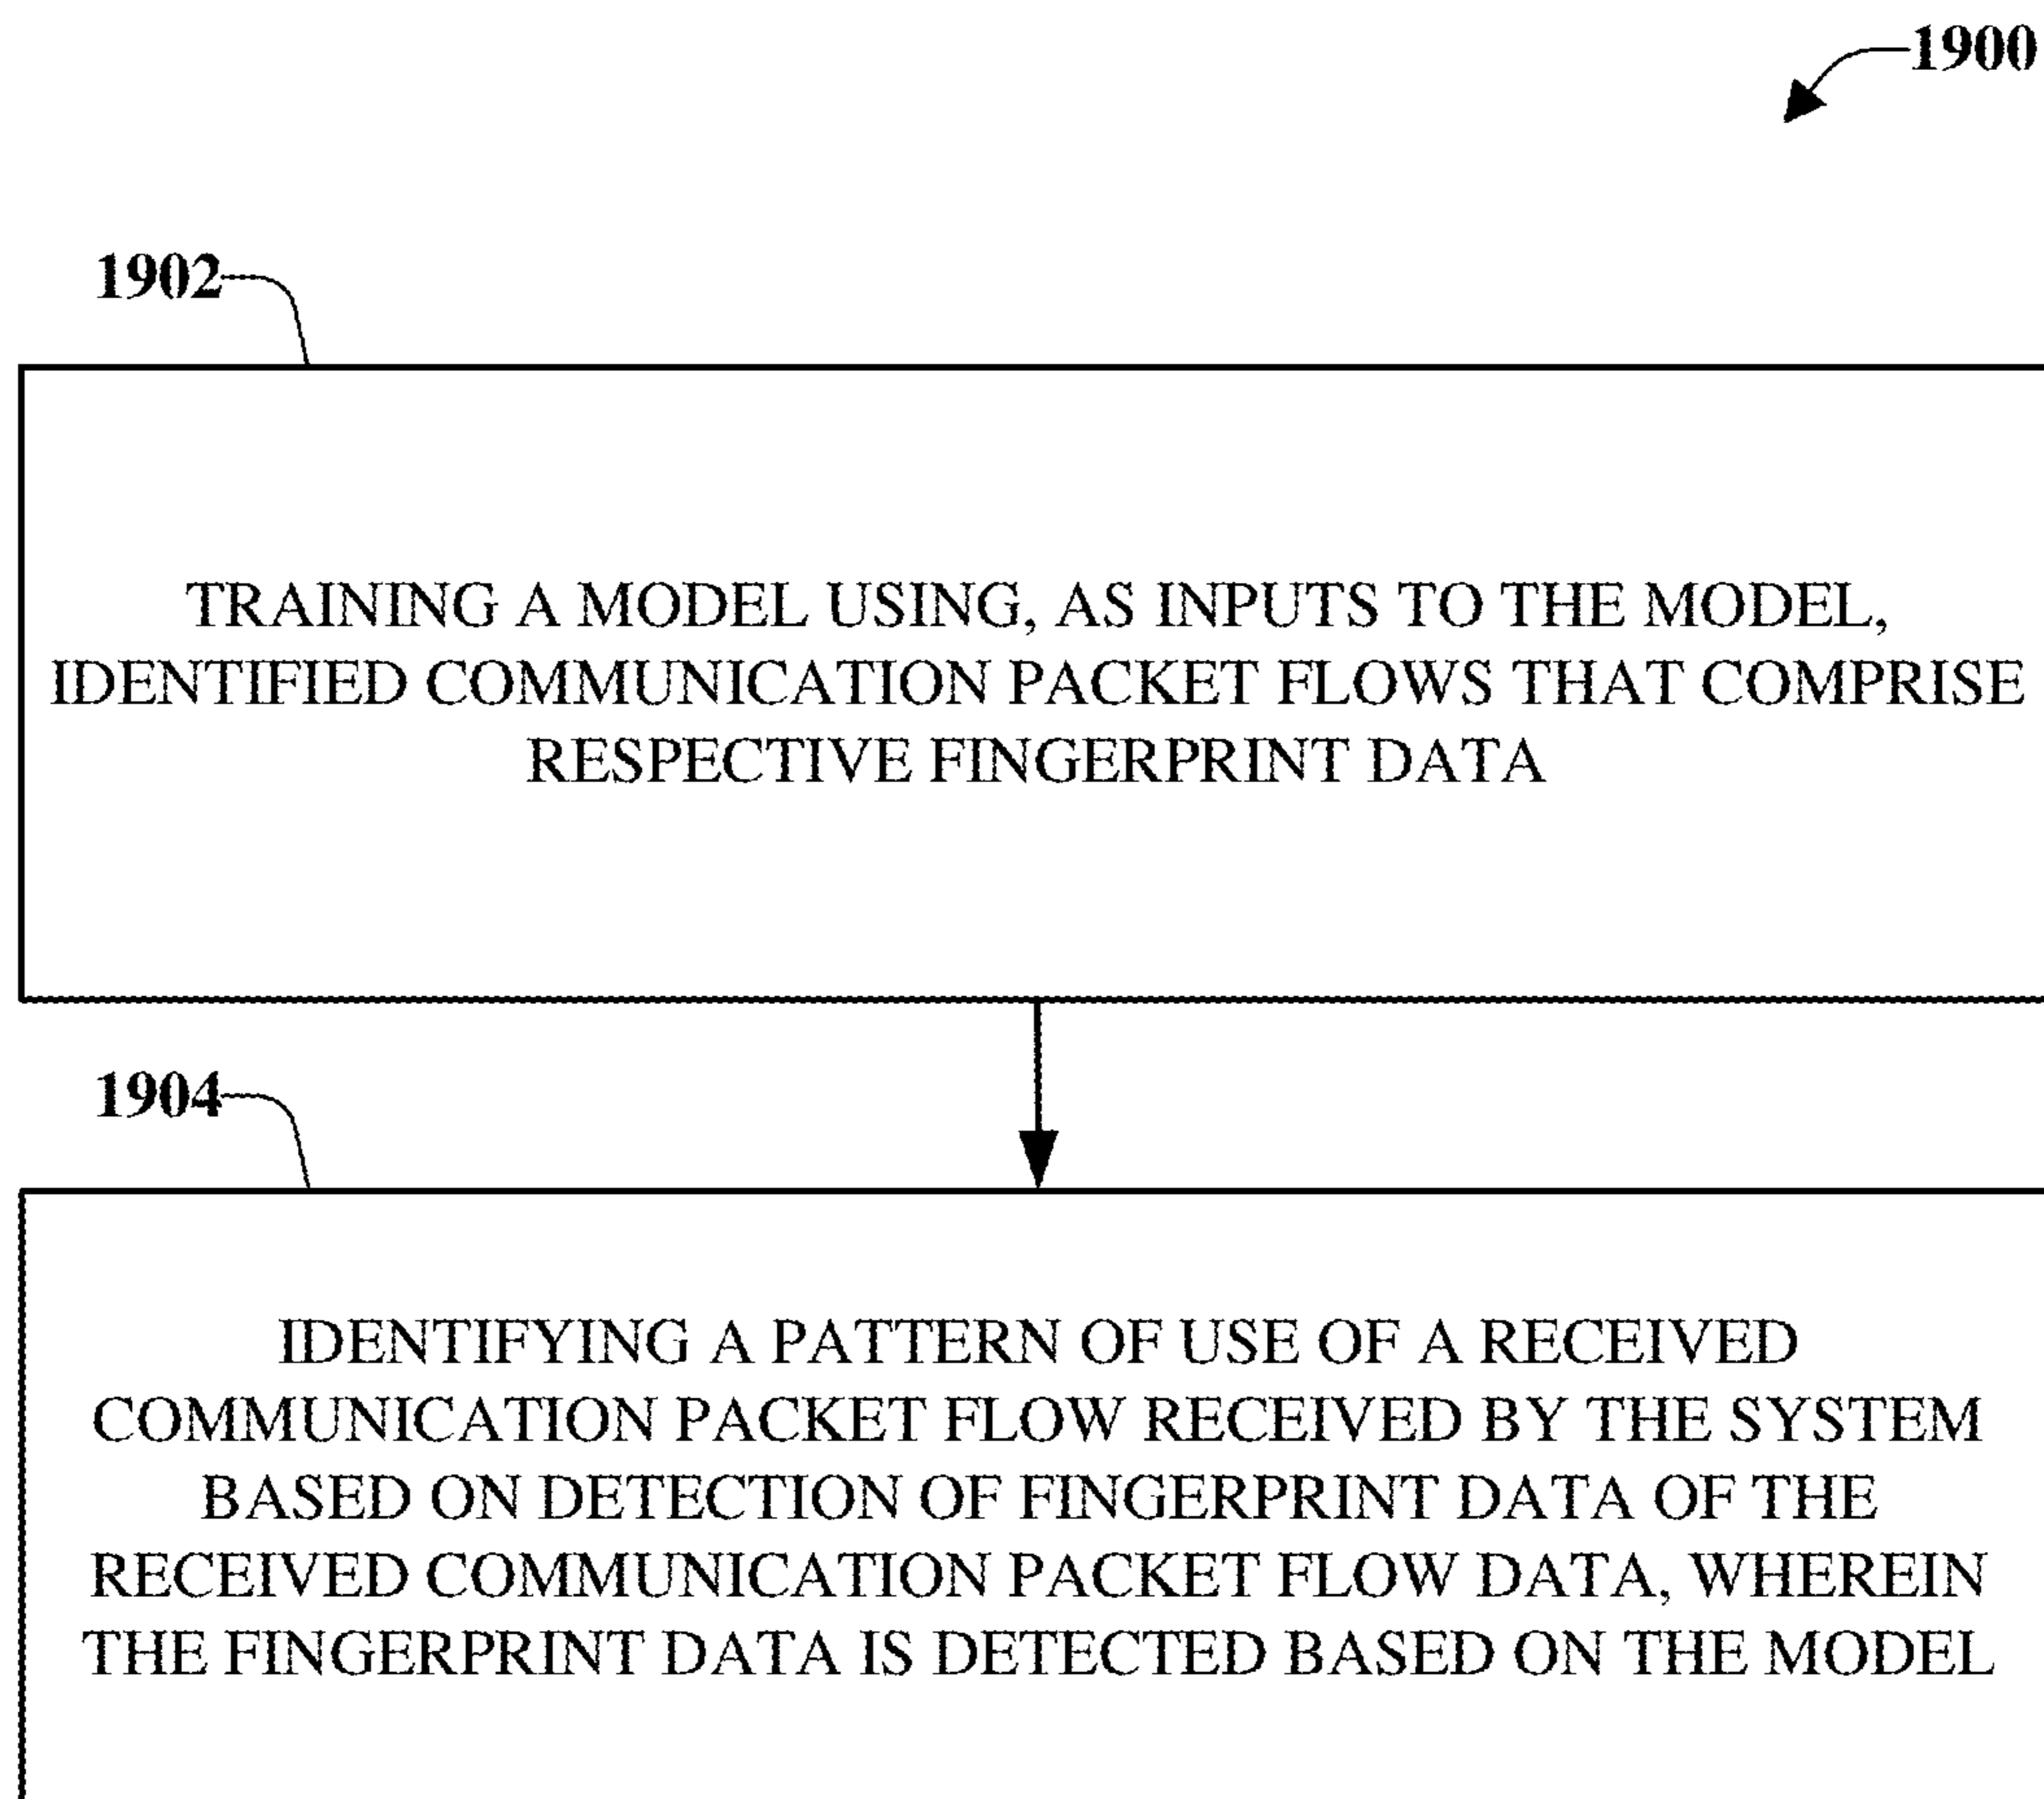 1900
1902
TRAINING A MODEL USING, AS INPUTS TO THE MODEL,
IDENTIFIED COMMUNICATION PACKET FLOWS THAT COMPRISE
RESPECTIVE FINGERPRINT DATA
1904
IDENTIFYING A PATTERN OF USE OF A RECEIVED
COMMUNICATION PACKET FLOW RECEIVED BY THE SYSTEM
BASED ON DETECTION OF FINGERPRINT DATA OF THE
RECEIVED COMMUNICATION PACKET FLOW DATA, WHEREIN
THE FINGERPRINT DATA IS DETECTED BASED ON THE MODEL